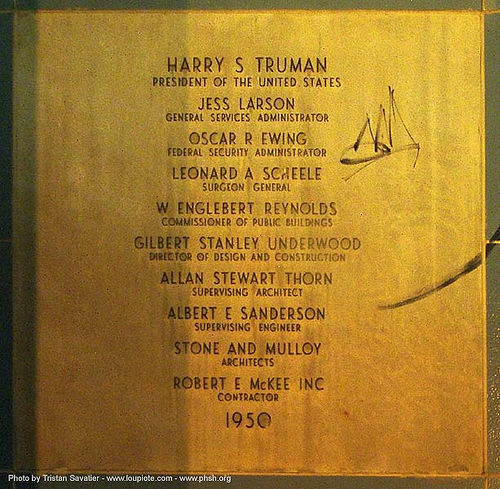 HARRY S TRUMAN
PRESIDENT OF THE UNITED STATES
JESS LARSON
GENERAL SERVICES ADMINISTRATOR
OSCAR R EWING
FEDERAL SECURITY ADMINISTRATOR
LEONARD A SCHEELE
SURGEON GENERAL
W ENGLEBERT REYNOLDS
COMMISSIONER OF PUBLIC BUILDINGS
GILBERT STANLEY UNDERWOOD
DIRECTOR OF DESIGN AND CONSTRUCTION
ALLAN STEWART THORN
SUPERVISING ARCHITECT
ALBERT E SANDERSON
SUPERVISING ENGINEER
STONE AND MULLOY
ARCHITECTS
ROBERT E McKEE INC
CONTRACTOR
1950
Photo by Tristan Savatier - www.loupiote.com - www.phsh.org